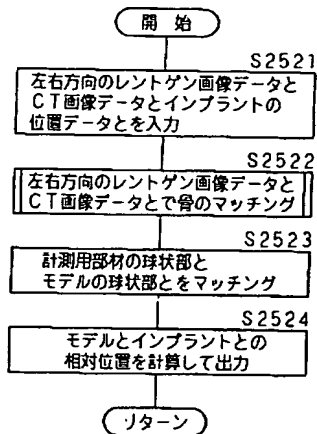 開 始
S2521
左右方向のレントゲン画像データと
CT画像データとインプラントの
位置データとを入力
S2522
左右方向のレントゲン画像データと
CT画像データとで骨のマッチング
S2523
計測用部材の球状部と
モデルの球状部とをマッチング
S2524
モデルとインプラントとの
相対位置を計算して出力
リターン